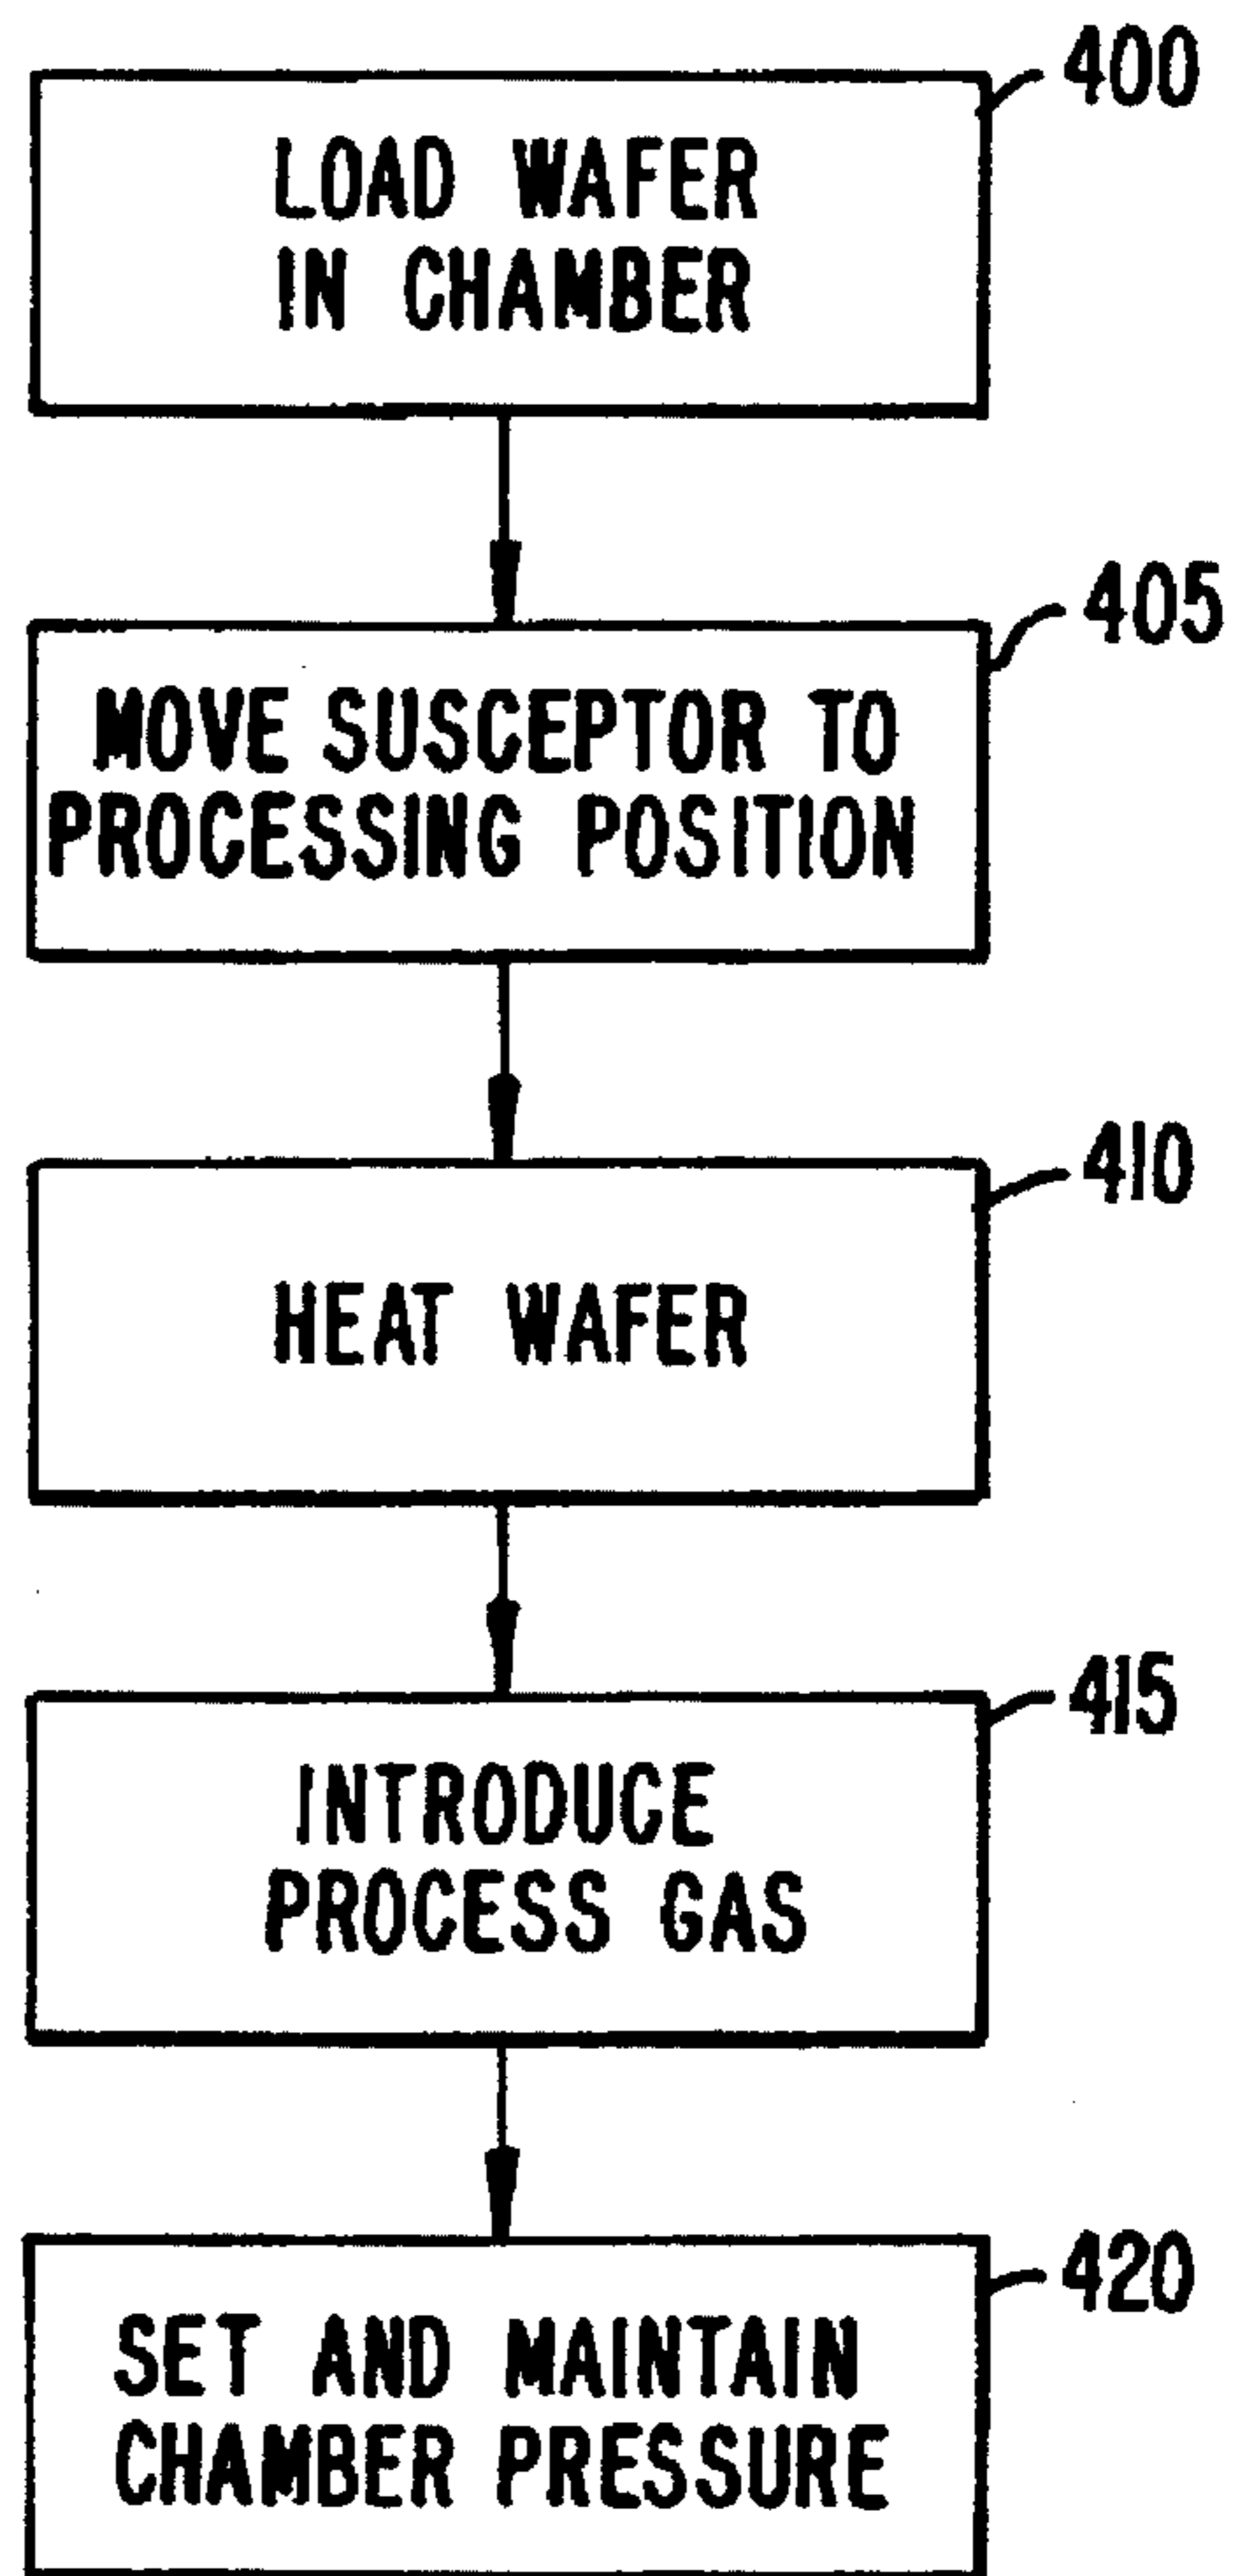 400
LOAD WAFER
IN CHAMBER
405
MOVE SUSCEPTOR TO
PROCESSING POSITION
410
HEAT WAFER
415
INTRODUCE
PROCESS GAS
420
SET AND MAINTAIN
CHAMBER PRESSURE